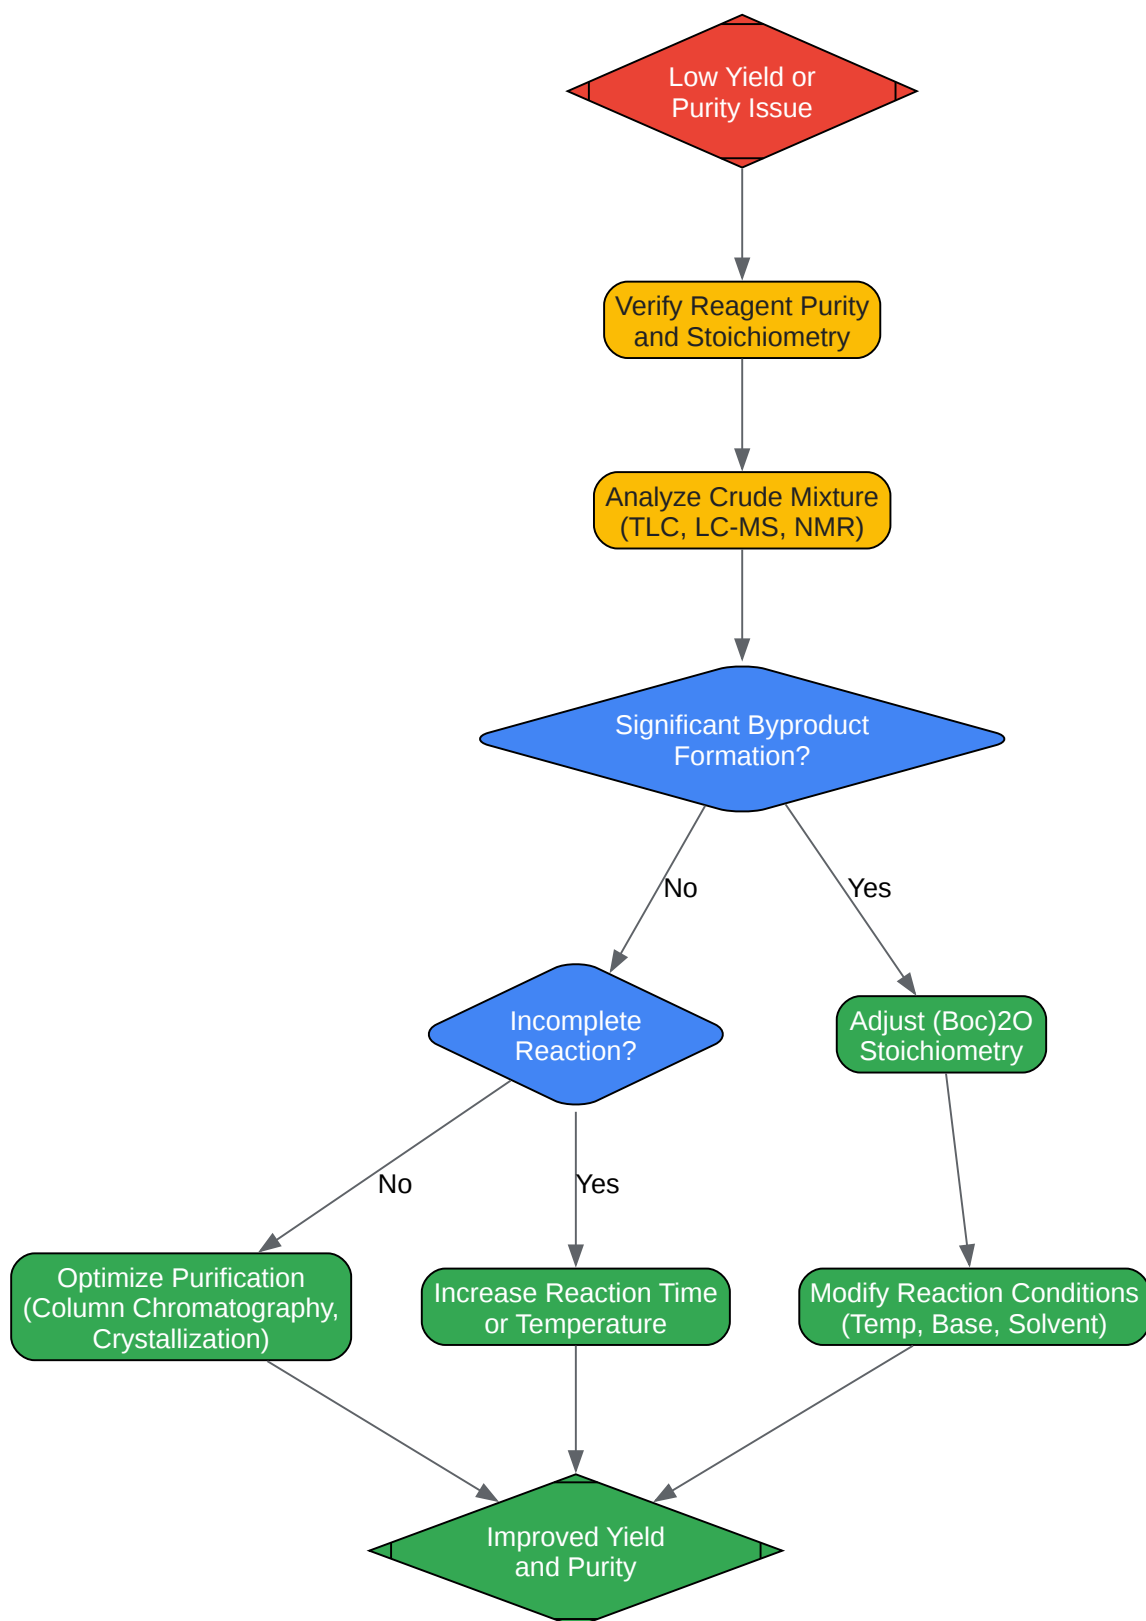 Low Yield or
Purity Issue
Verify Reagent Purity
and Stoichiometry
Analyze Crude Mixture
(TLC, LC-MS, NMR)
Significant Byproduct
Formation?
No
Yes
Incomplete
Reaction?
Adjust (Boc)2O
Stoichiometry
No
Yes
Optimize Purification
(Column Chromatography,
Crystallization)
Increase Reaction Time
or Temperature
Modify Reaction Conditions
(Temp, Base, Solvent)
Improved Yield
and Purity